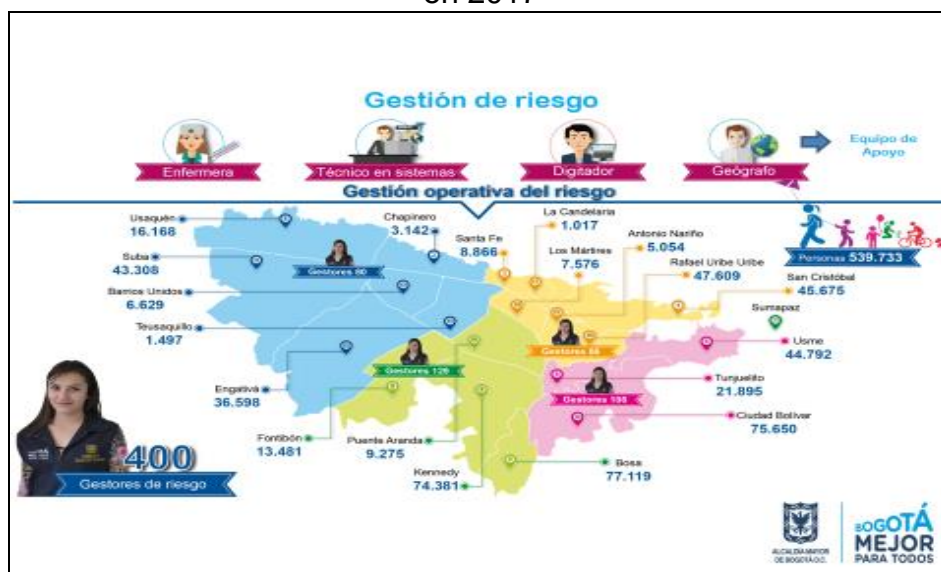 en 2017
Gestión de riesgo
Equipo de
Apoyo
Enfermera
Técnico en sistemas
Digitador
Geógrafo
Gestión operativa del riesgo
Usaquén
16.168
Chapinero
3.142
Santa Fe
8.866
La Candelaria
1.017
Los Mártires
7.576
Antonio Nariño
5.054
Rafael Uribe Uribe
47.609
Personas 539.733
San Cristóbal
45.675
Suba
43.308
Gestores 80
Barrios Unidos
6.629
Teusaquillo
1.497
Sumapaz
Usme
44.792
Gestores
Gestores 129
Gestores
Tunjuelito
21.895
Engativá
36.598
Ciudad Bolívar
75.650
Fontibón
13.481
Puente Aranda
9.275
Kennedy
74.381
Bosa
77.119
400
Gestores de riesgo
ALCALDÍA MAYOR
DE BOGOTÁ D.C.
BOGOTÁ
MEJOR
PARA TODOS